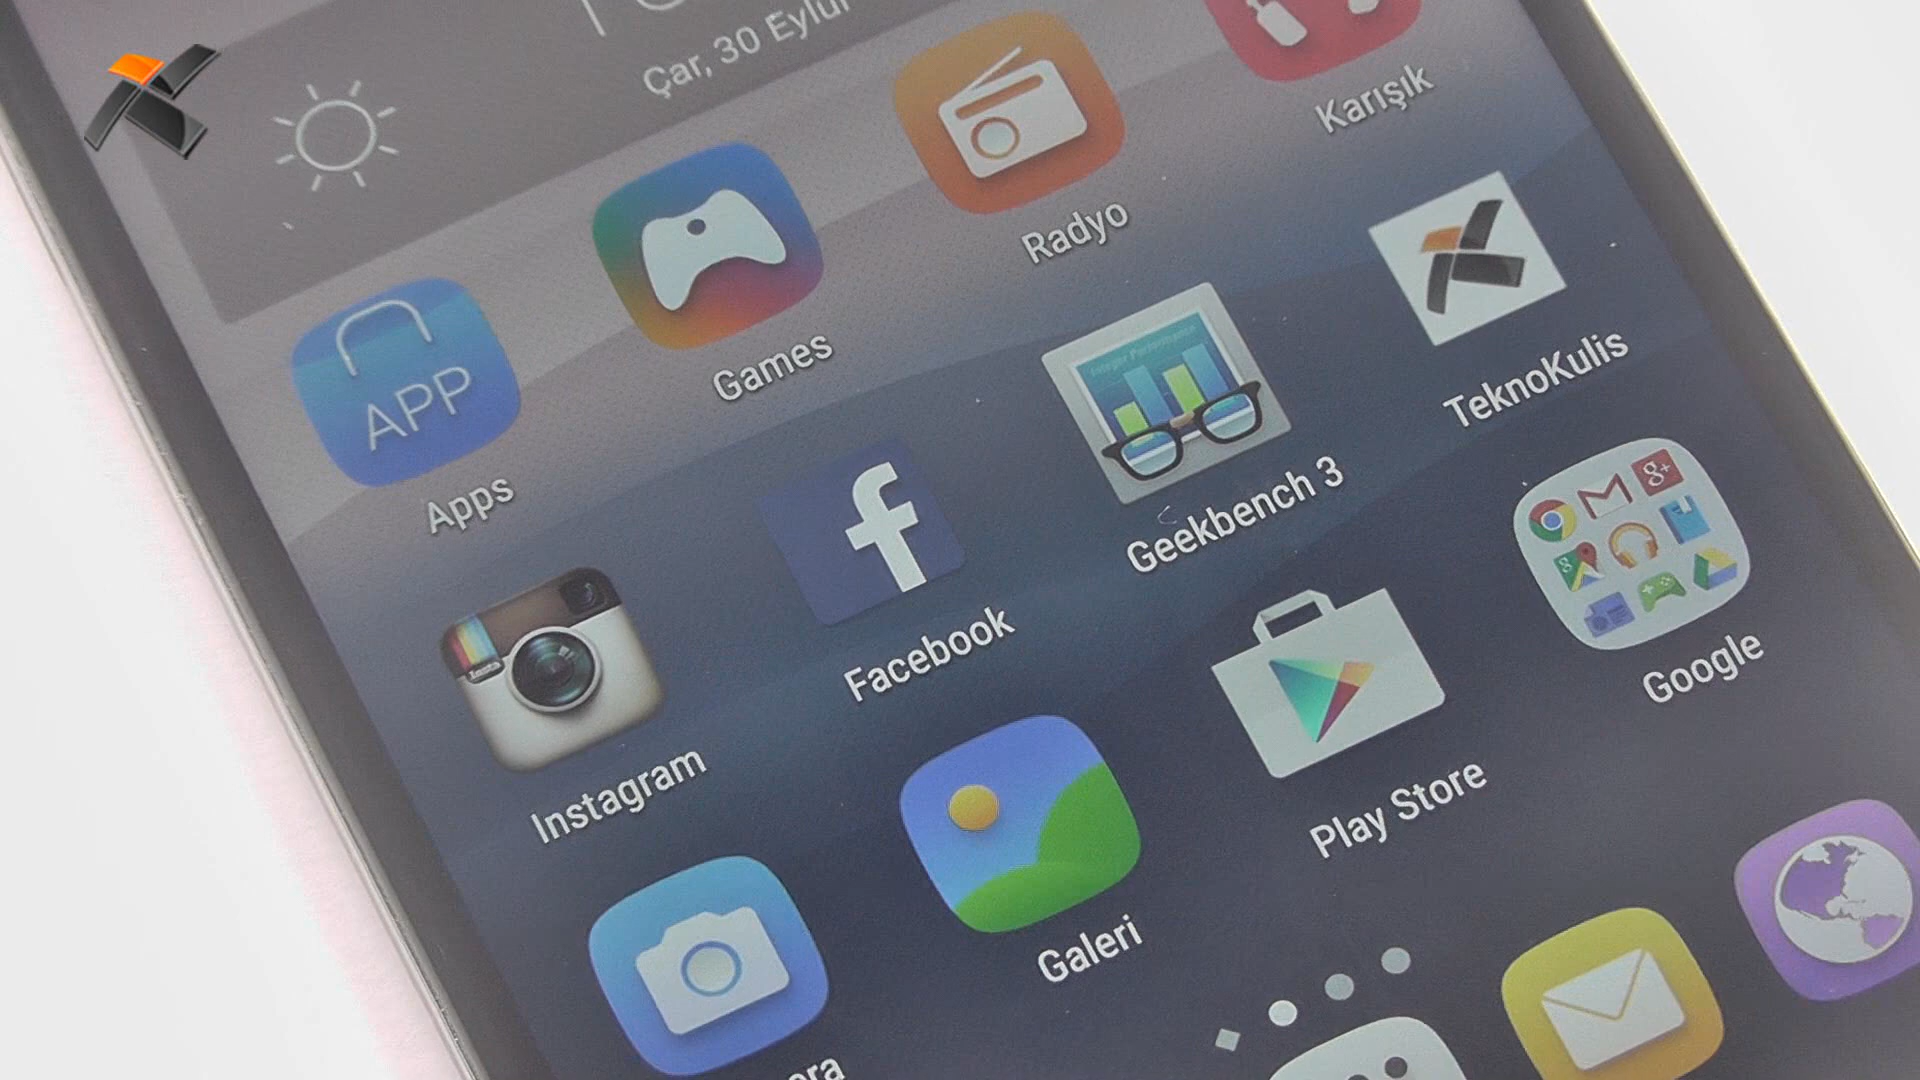 Çar, 30 Eylül
Karışık
Radyo
Games
APP
Apps
TeknoKulis
Geekbench 3
Facebook
Instagram
Google
Play Store
Galeri